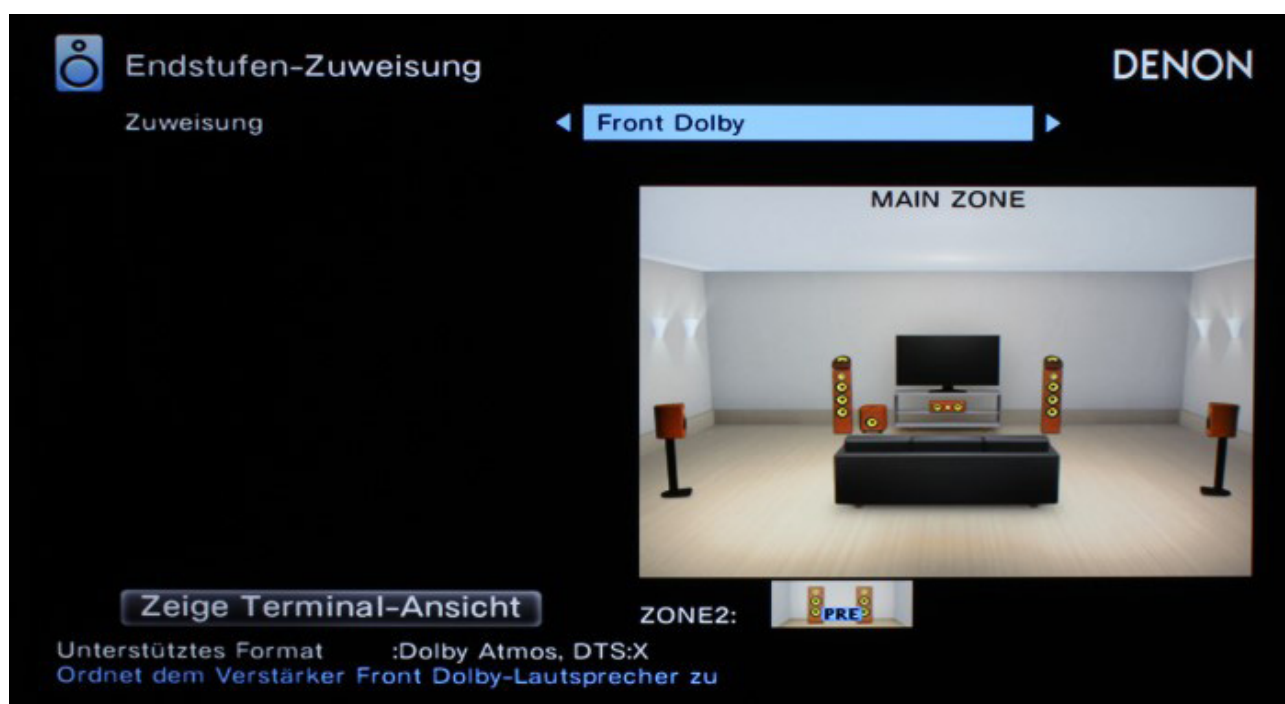 Endstufen-Zuweisung
DENON
Zuweisung
Front Dolby
MAIN ZONE
Zeige Terminal-Ansicht
ZONE2:
PRE
Unterstütztes Format :Dolby Atmos, DTS:X
Ordnet dem Verstärker Front Dolby-Lautsprecher zu